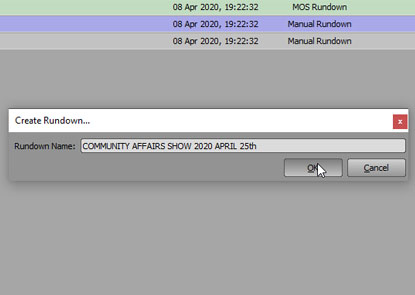 08 Apr 2020, 19:22:32 MOS Rundown
08 Apr 2020, 19:22:32 Manual Rundown
08 Apr 2020, 19:22:32 Manual Rundown
Create Rundown... x
Rundown Name: COMMUNITY AFFAIRS SHOW 2020 APRIL 25th
OK Cancel